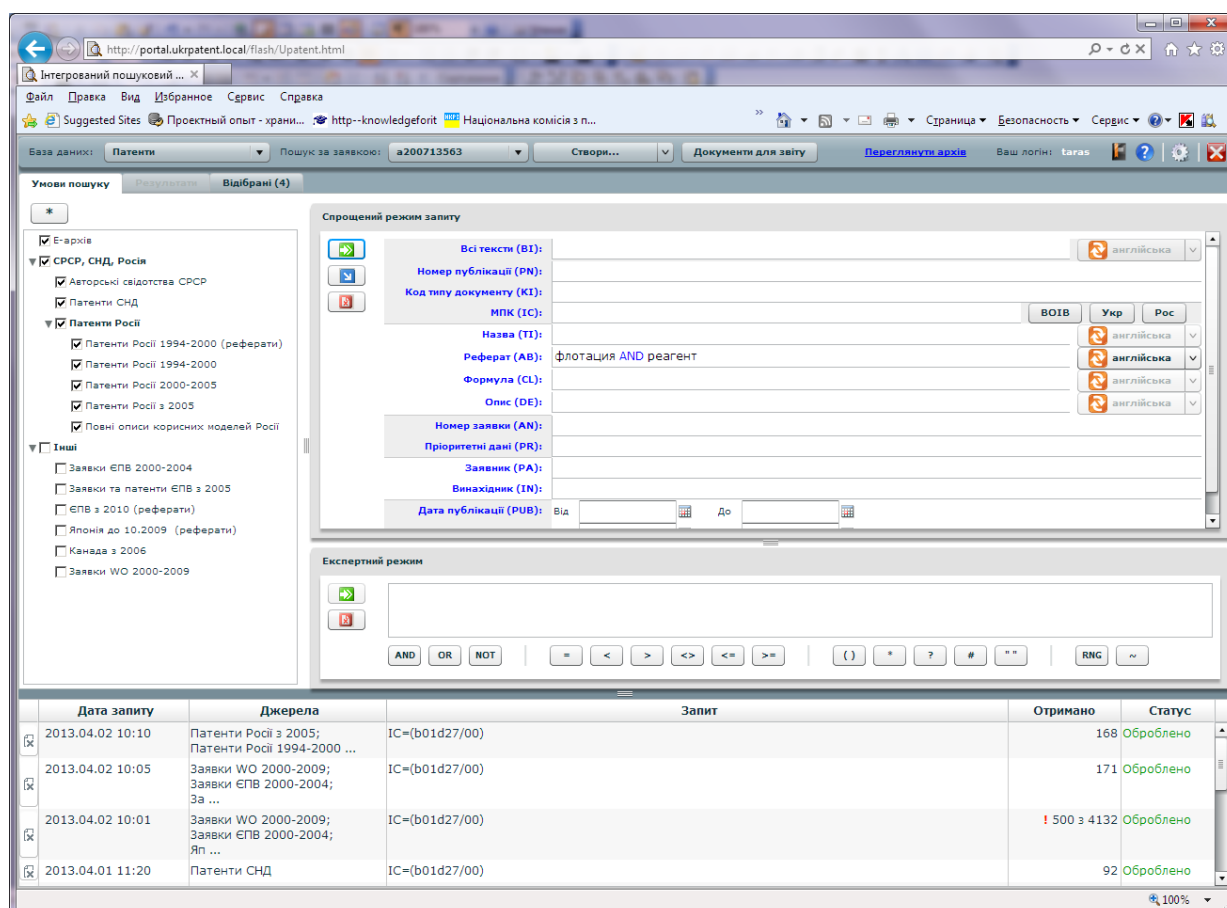 http://portal.ukrpatent.local/flash/Upatent.html
Інтегрований пошуковий ...
Файл Правка Вид Избранное Сервис Справка
Suggested Sites Проектный опыт - храни... http--knowledgeforit Національна комісія з п... Страница Безопасность Сервис
База даних: Патенти Пошук за заявкою: a200713563 Створи... Документи для звіту Переглянути архів Ваш логін: taras
Умови пошуку Результати Відібрані (4)
*
Е-архів
СРСР, СНД, Росія
Авторські свідотства СРСР
Патенти СНД
Патенти Росії
Патенти Росії 1994-2000 (реферати)
Патенти Росії 1994-2000
Патенти Росії 2000-2005
Патенти Росії з 2005
Повні описи корисних моделей Росії
Інші
Заявки ЄПВ 2000-2004
Заявки та патенти ЄПВ з 2005
ЄПВ з 2010 (реферати)
Японія до 10.2009 (реферати)
Канада з 2006
Заявки WO 2000-2009
Спрощений режим запиту
Всі тексти (BI): англійська
Номер публікації (PN):
Код типу документу (KI):
МПК (IC): ВОІВ Укр Рос
Назва (TI): англійська
Реферат (AB): флотация AND реагент англійська
Формула (CL): англійська
Опис (DE): англійська
Номер заявки (AN):
Пріоритетні дані (PR):
Заявник (PA):
Винахідник (IN):
Дата публікації (PUB): Від До
Експертний режим
AND OR NOT = < > <> <= >= ( ) * ? # " " RNG ~
Дата запиту Джерела Запит Отримано Статус
2013.04.02 10:10 Патенти Росії з 2005; IC=(b01d27/00) 168 Оброблено
Патенти Росії 1994-2000 ...
2013.04.02 10:05 Заявки WO 2000-2009; IC=(b01d27/00) 171 Оброблено
Заявки ЄПВ 2000-2004;
За ...
2013.04.02 10:01 Заявки WO 2000-2009; IC=(b01d27/00) ! 500 з 4132 Оброблено
Заявки ЄПВ 2000-2004;
Яп ...
2013.04.01 11:20 Патенти СНД IC=(b01d27/00) 92 Оброблено
100%